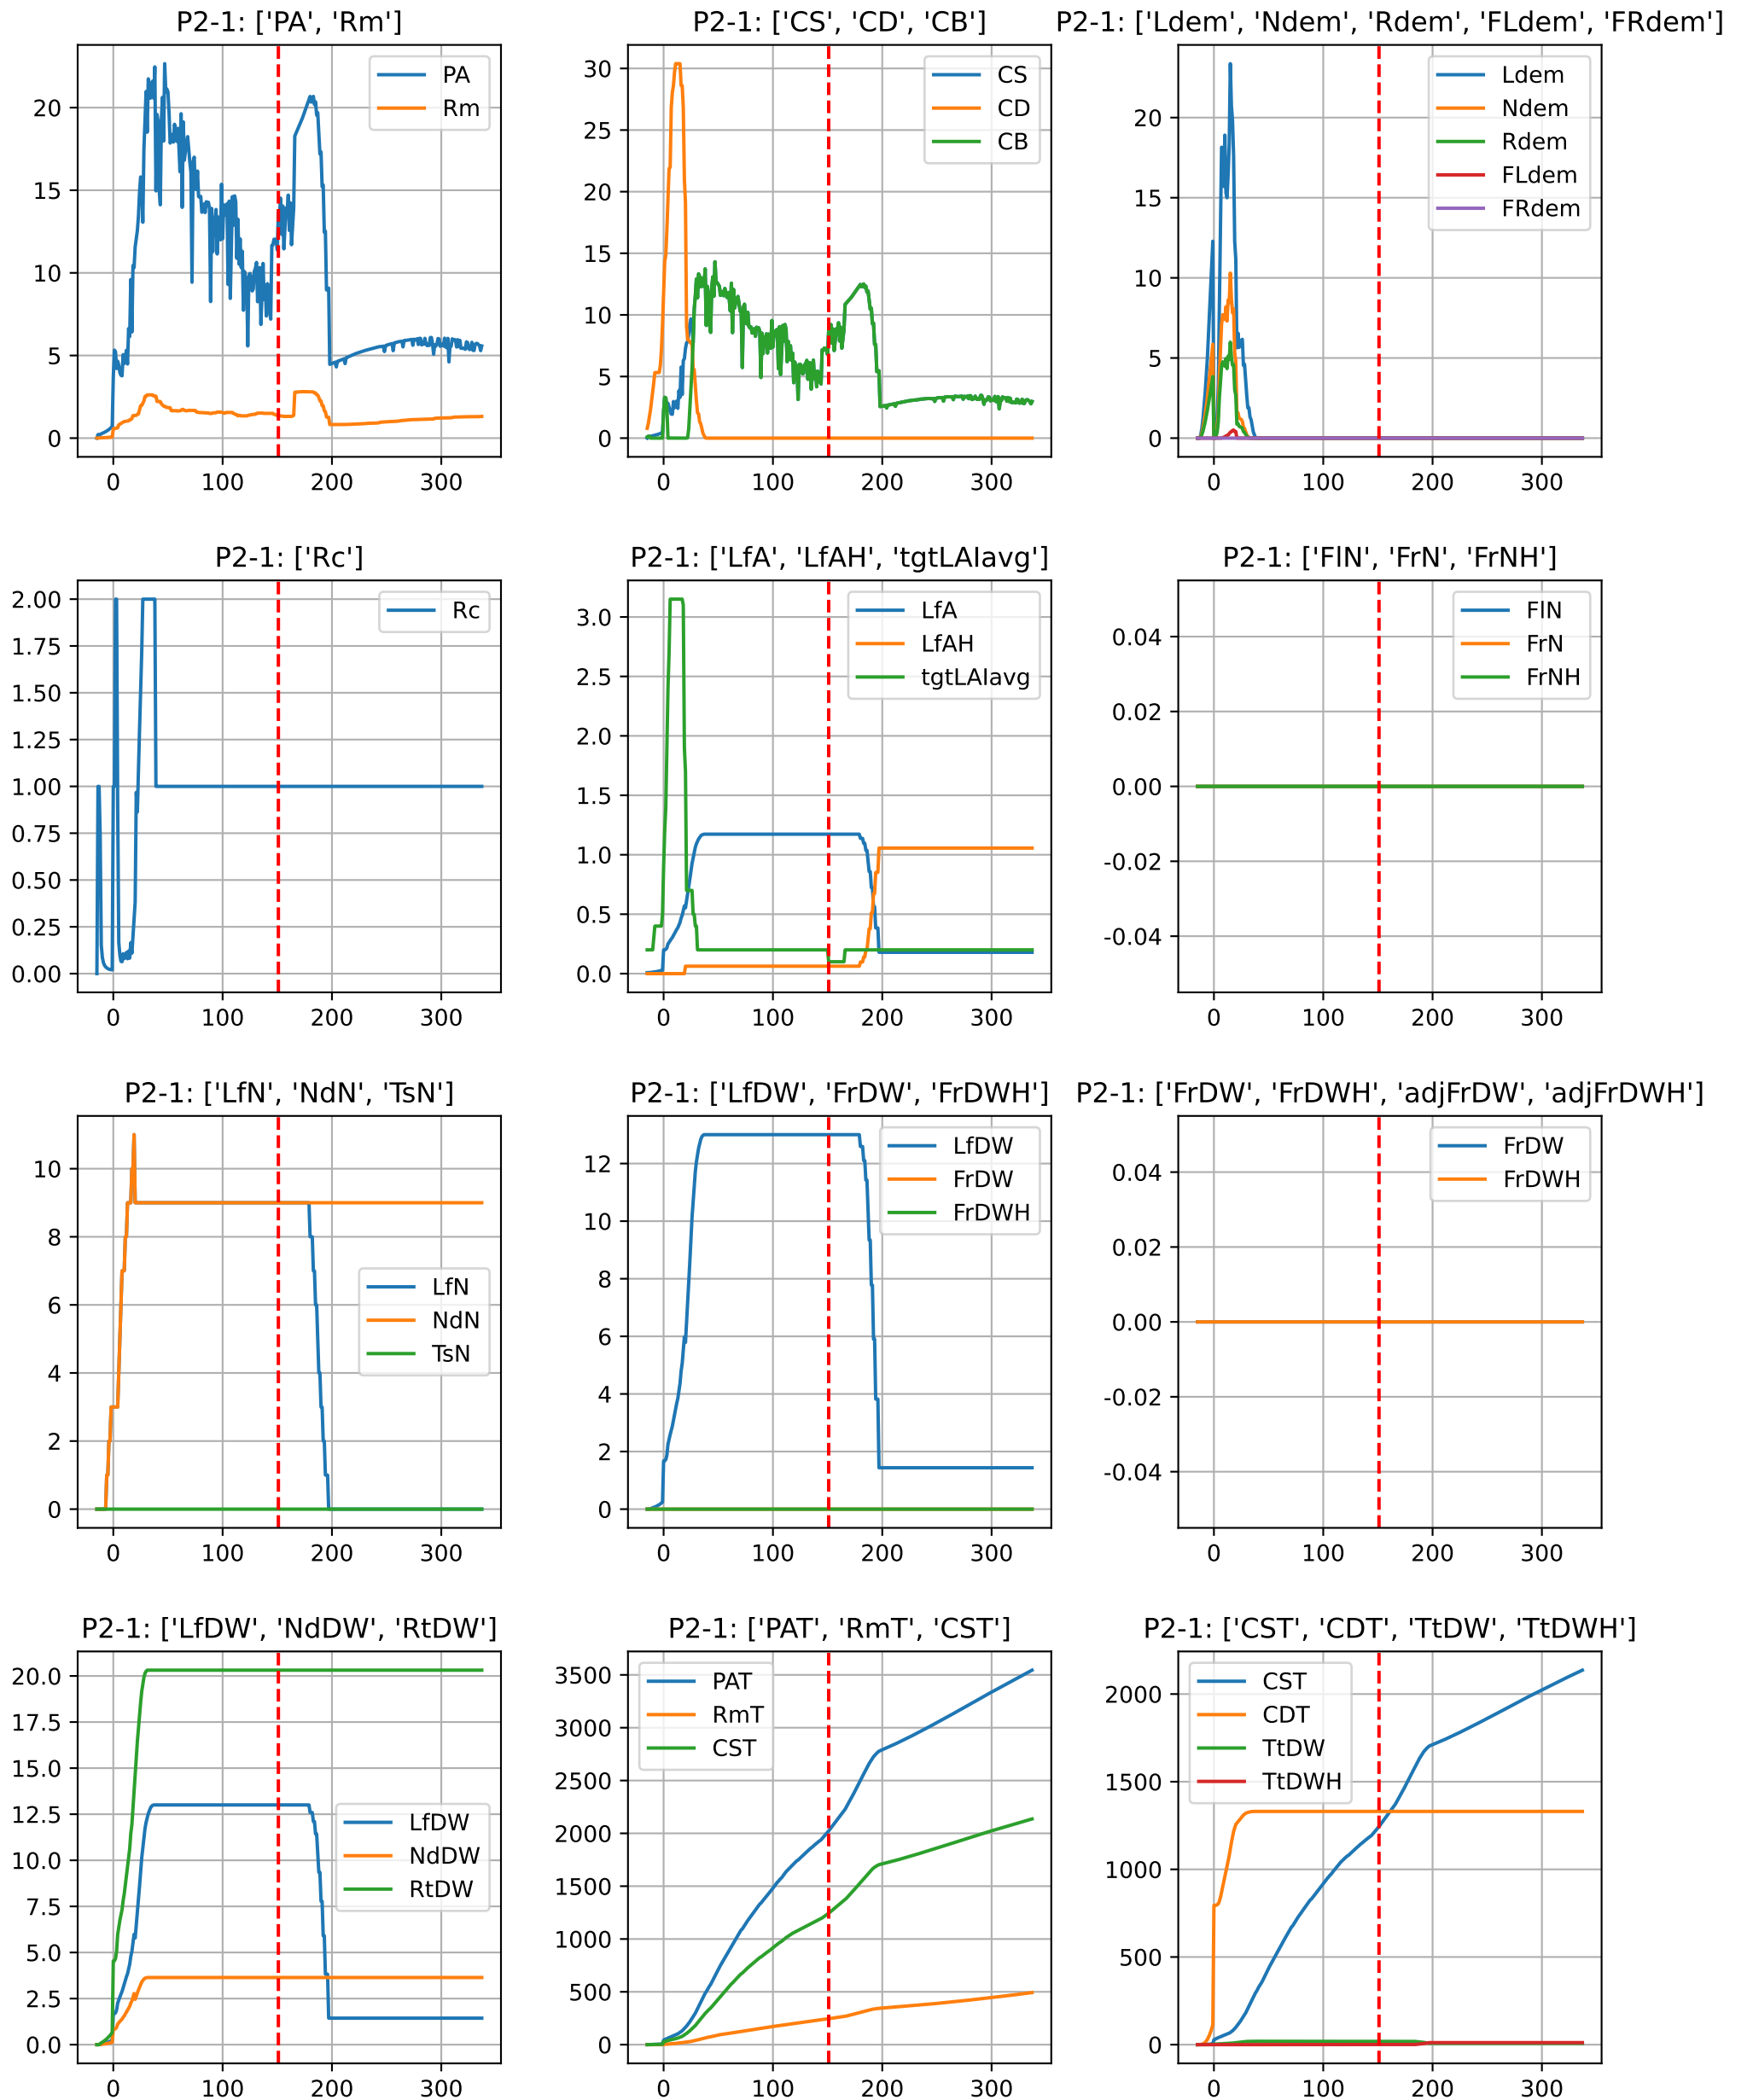 P2-1: ['PA', 'Rm']
PA
Rm
20
15
10
5
0
0 100 200 300
P2-1: ['CS', 'CD', 'CB']
CS
CD
CB
30
25
20
15
10
5
0
0 100 200 300
P2-1: ['Ldem', 'Ndem', 'Rdem', 'FLdem', 'FRdem']
Ldem
Ndem
Rdem
FLdem
FRdem
20
15
10
5
0
0 100 200 300
P2-1: ['Rc']
Rc
2.00
1.75
1.50
1.25
1.00
0.75
0.50
0.25
0.00
0 100 200 300
P2-1: ['LfA', 'LfAH', 'tgtLAIavg']
LfA
LfAH
tgtLAIavg
3.0
2.5
2.0
1.5
1.0
0.5
0.0
0 100 200 300
P2-1: ['FlN', 'FrN', 'FrNH']
FlN
FrN
FrNH
0.04
0.02
0.00
-0.02
-0.04
0 100 200 300
P2-1: ['LfN', 'NdN', 'TsN']
LfN
NdN
TsN
10
8
6
4
2
0
0 100 200 300
P2-1: ['LfDW', 'FrDW', 'FrDWH']
LfDW
FrDW
FrDWH
12
10
8
6
4
2
0
0 100 200 300
P2-1: ['FrDW', 'FrDWH', 'adjFrDW', 'adjFrDWH']
FrDW
FrDWH
0.04
0.02
0.00
-0.02
-0.04
0 100 200 300
P2-1: ['LfDW', 'NdDW', 'RtDW']
LfDW
NdDW
RtDW
20.0
17.5
15.0
12.5
10.0
7.5
5.0
2.5
0.0
0 100 200 300
P2-1: ['PAT', 'RmT', 'CST']
PAT
RmT
CST
3500
3000
2500
2000
1500
1000
500
0
0 100 200 300
P2-1: ['CST', 'CDT', 'TtDW', 'TtDWH']
CST
CDT
TtDW
TtDWH
2000
1500
1000
500
0
0 100 200 300